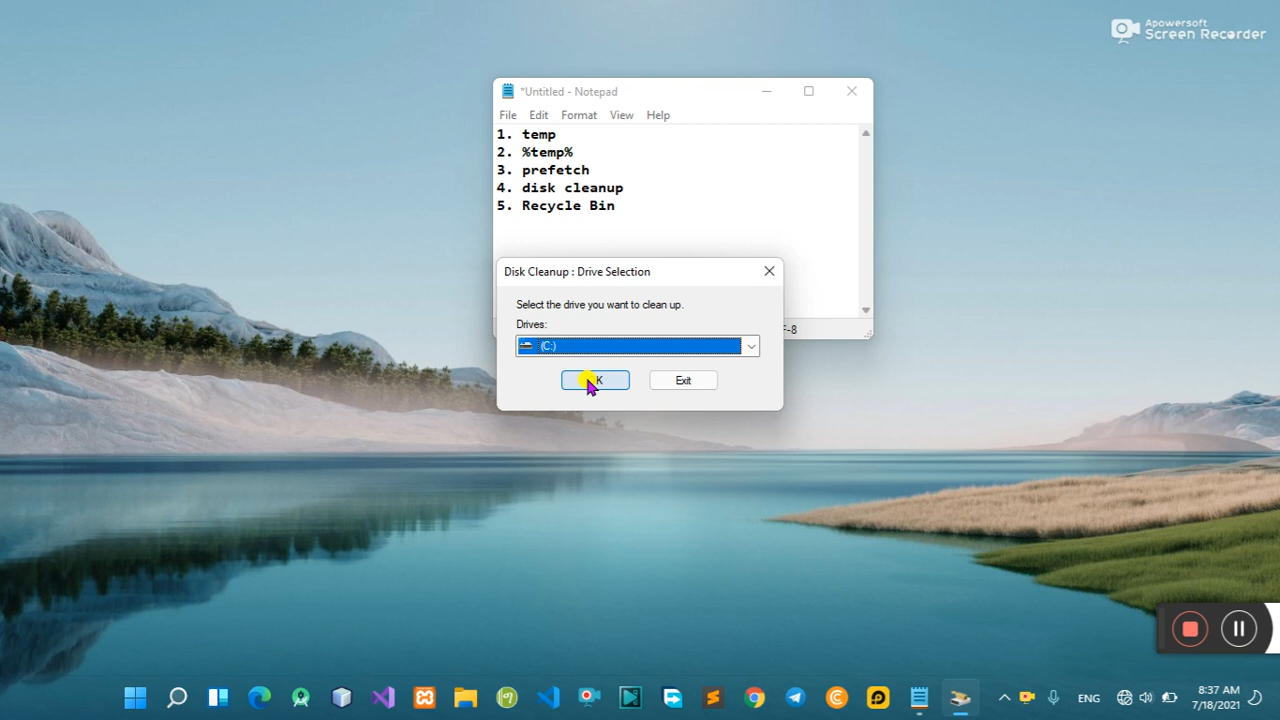 Apowersoft
Screen Recorder
*Untitled - Notepad
File Edit Format View Help
1. temp
2. %temp%
3. prefetch
4. disk cleanup
5. Recycle Bin
F-8
Disk Cleanup : Drive Selection
Select the drive you want to clean up.
Drives:
(C:)
K Exit
ENG
8:37 AM
7/18/2021